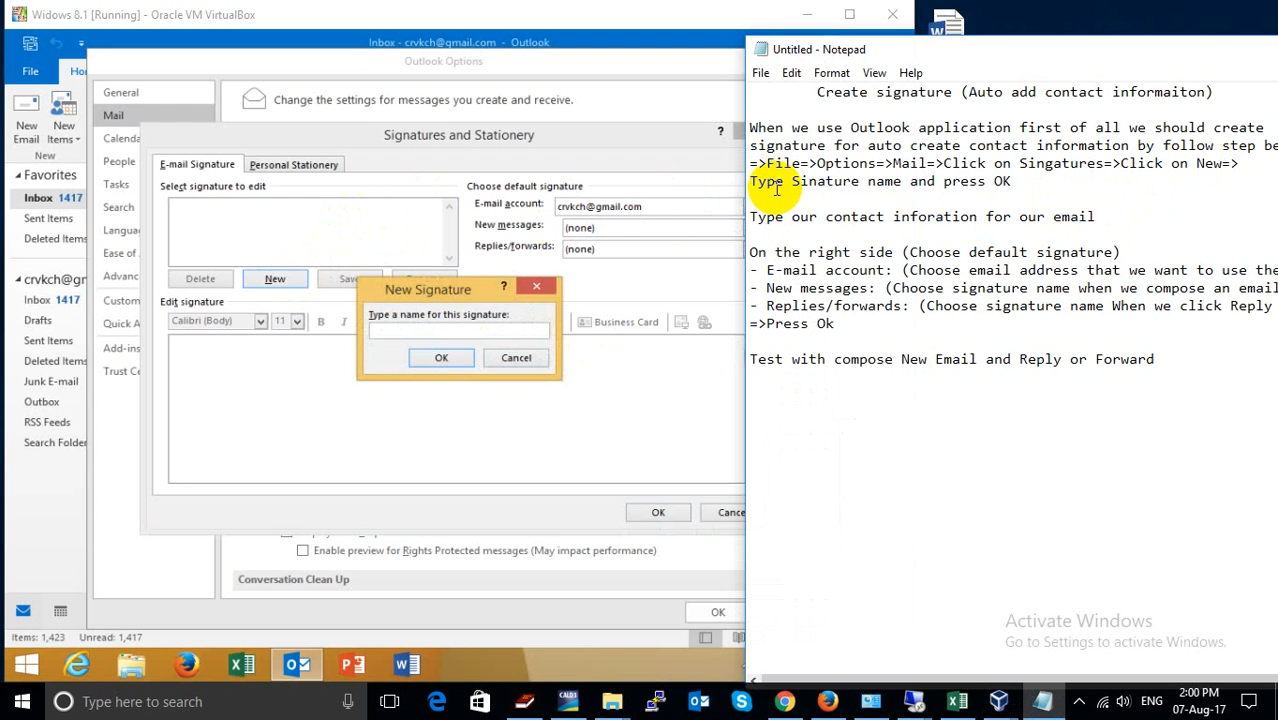 Widows 8.1 [Running] - Oracle VM VirtualBox
Inbox - crvkch@gmail.com - Outlook
File
Outlook Options
New Email
New Items
New
Favorites
Inbox 1417
Sent Items
Deleted Items
Inbox 1417
Drafts
Sent Items
Deleted Items
Junk E-mail
Outbox
RSS Feeds
Search Folder
Items: 1,423 Unread: 1,417
General
Mail
People
Tasks
Search
Change the settings for messages you create and receive.
Signatures and Stationery
?
E-mail Signature
Personal Stationery
Select signature to edit
Choose default signature
E-mail account: crvkch@gmail.com
New messages: (none)
Replies/forwards: (none)
Delete
New
Edit signature
Calibri (Body) 11 B I
Business Card
New Signature
?
Type a name for this signature:
OK
Cancel
OK
Enable preview for Rights Protected messages (May impact performance)
Conversation Clean Up
OK
Untitled - Notepad
File Edit Format View Help
Create signature (Auto add contact informaiton)
When we use Outlook application first of all we should create
signature for auto create contact information by follow step be
=>File=>Options=>Mail=>Click on Singatures=>Click on New=>
Type Sinature name and press OK
Type our contact inforation for our email
On the right side (Choose default signature)
- E-mail account: (Choose email address that we want to use the
- New messages: (Choose signature name when we compose an email
- Replies/forwards: (Choose signature name When we click Reply
=>Press Ok
Test with compose New Email and Reply or Forward
Activate Windows
Go to Settings to activate Windows.
Type here to search
ENG
2:00 PM
07-Aug-17